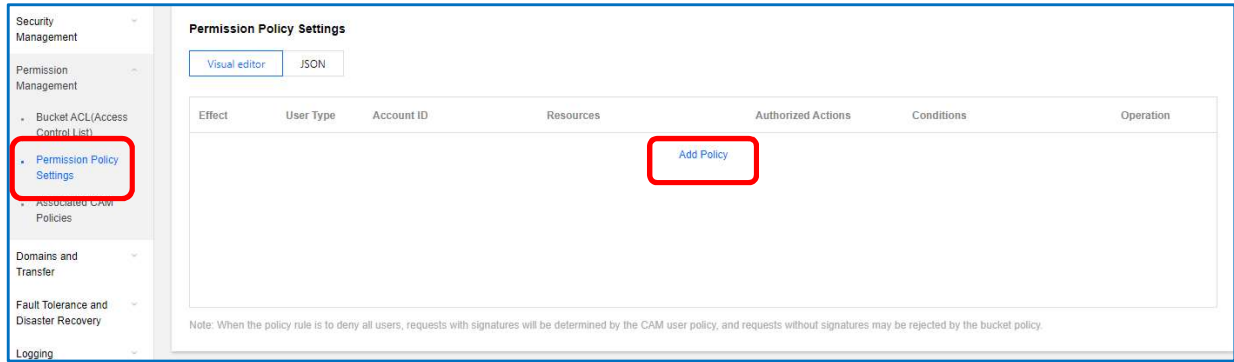 Security
Management
Permission
Management
Bucket ACL(Access
Control List)
Permission Policy
Settings
Associated CAM
Policies
Domains and
Transfer
Fault Tolerance and
Disaster Recovery
Logging
Permission Policy Settings
Visual editor JSON
Effect User Type Account ID Resources Authorized Actions Conditions Operation
Add Policy
Note: When the policy rule is to deny all users, requests with signatures will be determined by the CAM user policy, and requests without signatures may be rejected by the bucket policy.